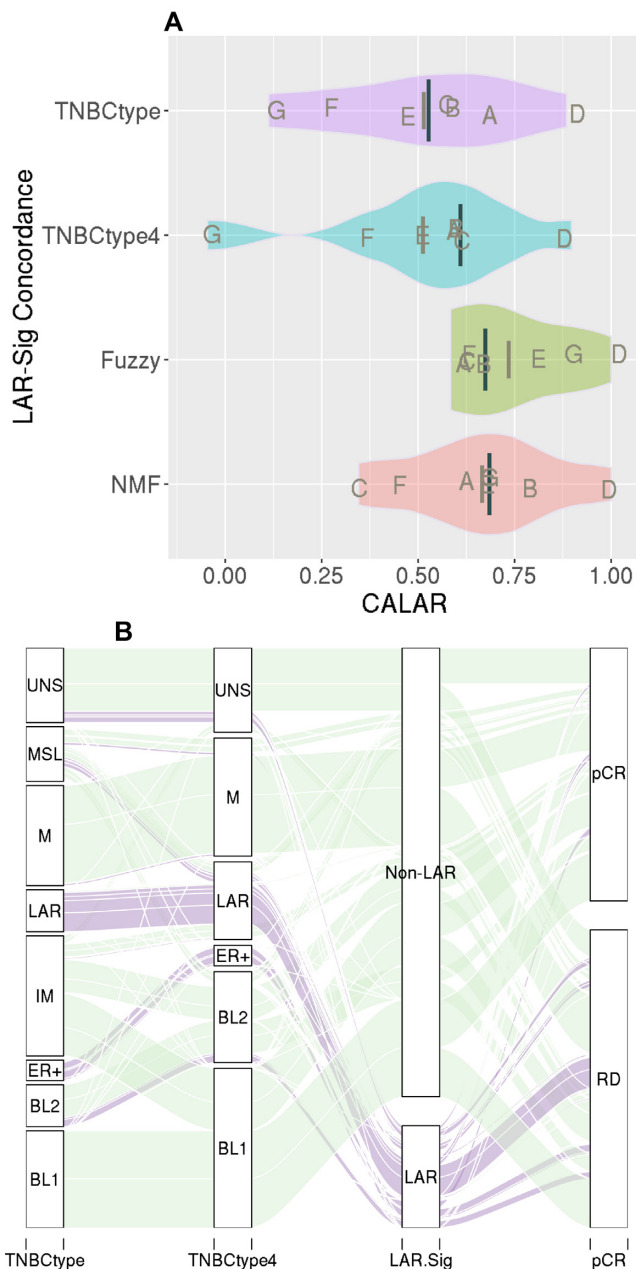 A
LAR-Sig Concordance
TNBCtype
G F E C B A D
TNBCtype4
G F E B C D
Fuzzy
A C B E G D
NMF
C F A G B D
0.00 0.25 0.50 0.75 1.00
CALAR
B
UNS UNS
MSL
M M
pCR
Non-LAR
LAR LAR
ER+
IM
BL2
ER+
RD
BL2
BL1 BL1
LAR
TNBCtype TNBCtype4 LAR.Sig pCR